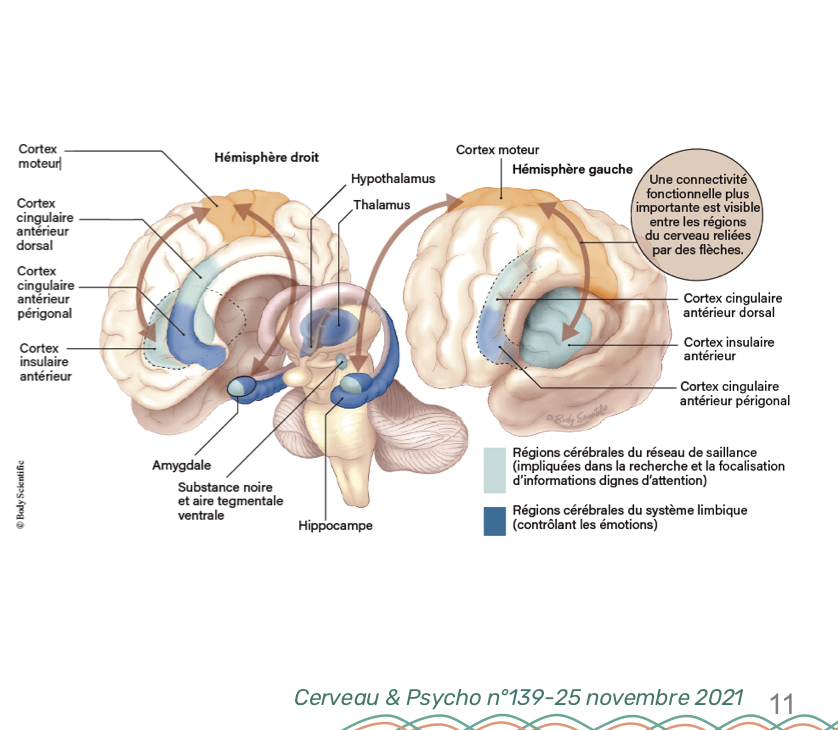 Cortex
moteur
Hémisphère droit
Cortex moteur
Hémisphère gauche
Hypothalamus
Thalamus
Cortex
cingulaire
antérieur
dorsal
Cortex
cingulaire
antérieur
périgonal
Cortex
insulaire
antérieur
Une connectivité
fonctionnelle plus
importante est visible
entre les régions
du cerveau reliées
par des flèches.
Cortex cingulaire
antérieur dorsal
Cortex insulaire
antérieur
Cortex cingulaire
antérieur périgonal
© Body Scientific
Amygdale
Substance noire
et aire tegmentale
ventrale
Hippocampe
Régions cérébrales du réseau de saillance
(impliquées dans la recherche et la focalisation
d’informations dignes d’attention)
Régions cérébrales du système limbique
(contrôlant les émotions)
© Body Scientific
Cerveau & Psycho n°139-25 novembre 2021
11